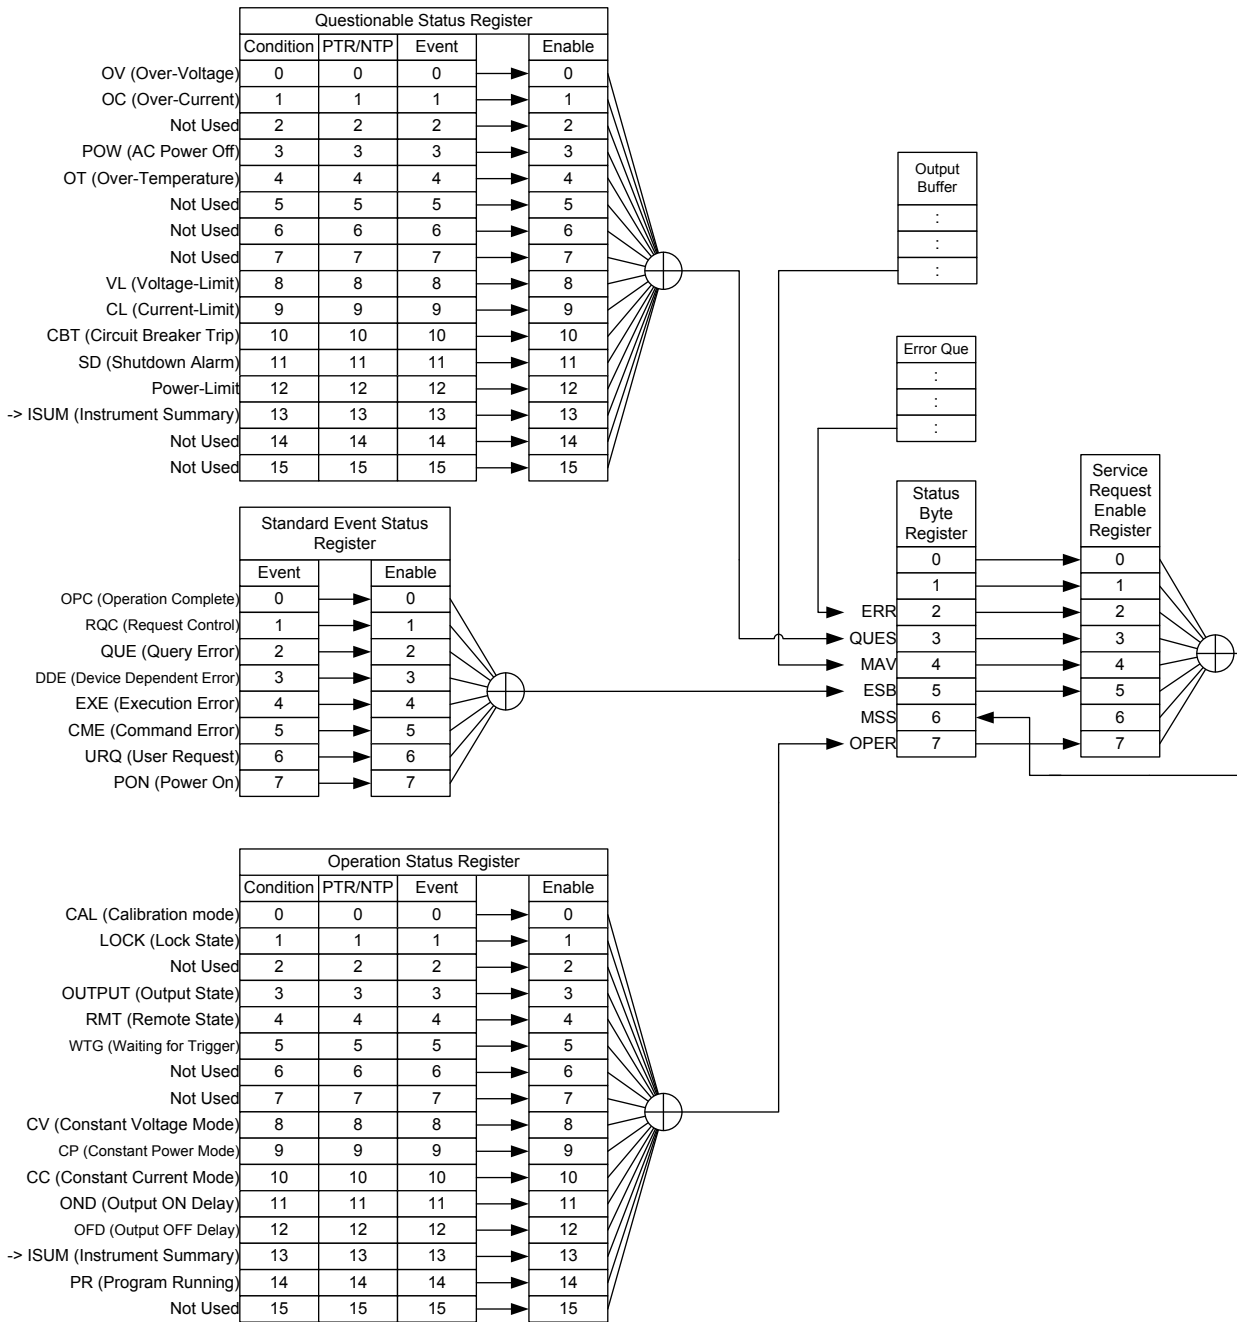 Questionable Status Register
Condition PTR/NTP Event Enable
OV (Over-Voltage) 0 0 0 0
OC (Over-Current) 1 1 1 1
Not Used 2 2 2 2
POW (AC Power Off) 3 3 3 3
OT (Over-Temperature) 4 4 4 4
Not Used 5 5 5 5
Not Used 6 6 6 6
Not Used 7 7 7 7
VL (Voltage-Limit) 8 8 8 8
CL (Current-Limit) 9 9 9 9
CBT (Circuit Breaker Trip) 10 10 10 10
SD (Shutdown Alarm) 11 11 11 11
Power-Limit 12 12 12 12
-> ISUM (Instrument Summary) 13 13 13 13
Not Used 14 14 14 14
Not Used 15 15 15 15
Output
Buffer
:
:
:
Error Que
:
:
:
Standard Event Status
Register
Event Enable
OPC (Operation Complete) 0 0
RQC (Request Control) 1 1
QUE (Query Error) 2 2
DDE (Device Dependent Error) 3 3
EXE (Execution Error) 4 4
CME (Command Error) 5 5
URQ (User Request) 6 6
PON (Power On) 7 7
Status
Byte
Register
0
1
ERR 2
QUES 3
MAV 4
ESB 5
MSS 6
OPER 7
Service
Request
Enable
Register
0
1
2
3
4
5
6
7
Operation Status Register
Condition PTR/NTP Event Enable
CAL (Calibration mode) 0 0 0 0
LOCK (Lock State) 1 1 1 1
Not Used 2 2 2 2
OUTPUT (Output State) 3 3 3 3
RMT (Remote State) 4 4 4 4
WTG (Waiting for Trigger) 5 5 5 5
Not Used 6 6 6 6
Not Used 7 7 7 7
CV (Constant Voltage Mode) 8 8 8 8
CP (Constant Power Mode) 9 9 9 9
CC (Constant Current Mode) 10 10 10 10
OND (Output ON Delay) 11 11 11 11
OFD (Output OFF Delay) 12 12 12 12
-> ISUM (Instrument Summary) 13 13 13 13
PR (Program Running) 14 14 14 14
Not Used 15 15 15 15